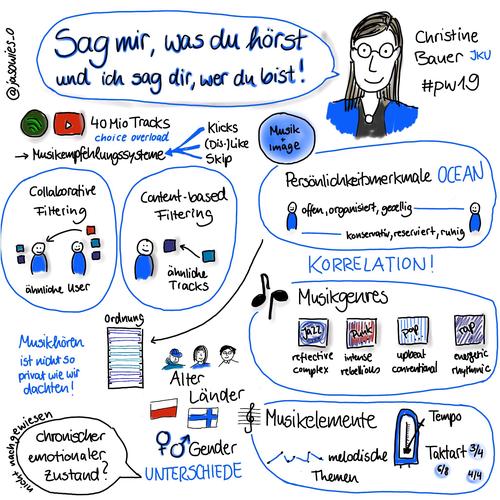 @jasowies_o
Sag mir, was du hörst
und ich sag dir, wer du bist!
Christine
Bauer JKU
#pw19
40 Mio Tracks
choice overload
→ Musikempfehlungssysteme
Klicks
(Dis-)Like
Skip
Musik
+
Image
Collaborative
Filtering
ähnliche User
Content-based
Filtering
ähnliche
Tracks
Persönlichkeitsmerkmale OCEAN
offen, organisiert, gesellig
konservativ, reserviert, ruhig
KORRELATION!
Musikgenres
Jazz
Punk
Pop
Rap
reflective
complex
intense
rebellious
upbeat
conventional
energetic
rhythmic
Ordnung
Musikhören
ist nicht so
privat wie wir
dachten!
Alter
Länder
Gender
UNTERSCHIEDE
nicht nachgewiesen
chronischer
emotionaler
Zustand?
Musikelemente
melodische
Themen
Tempo
Taktart 3/4
6/8 4/4